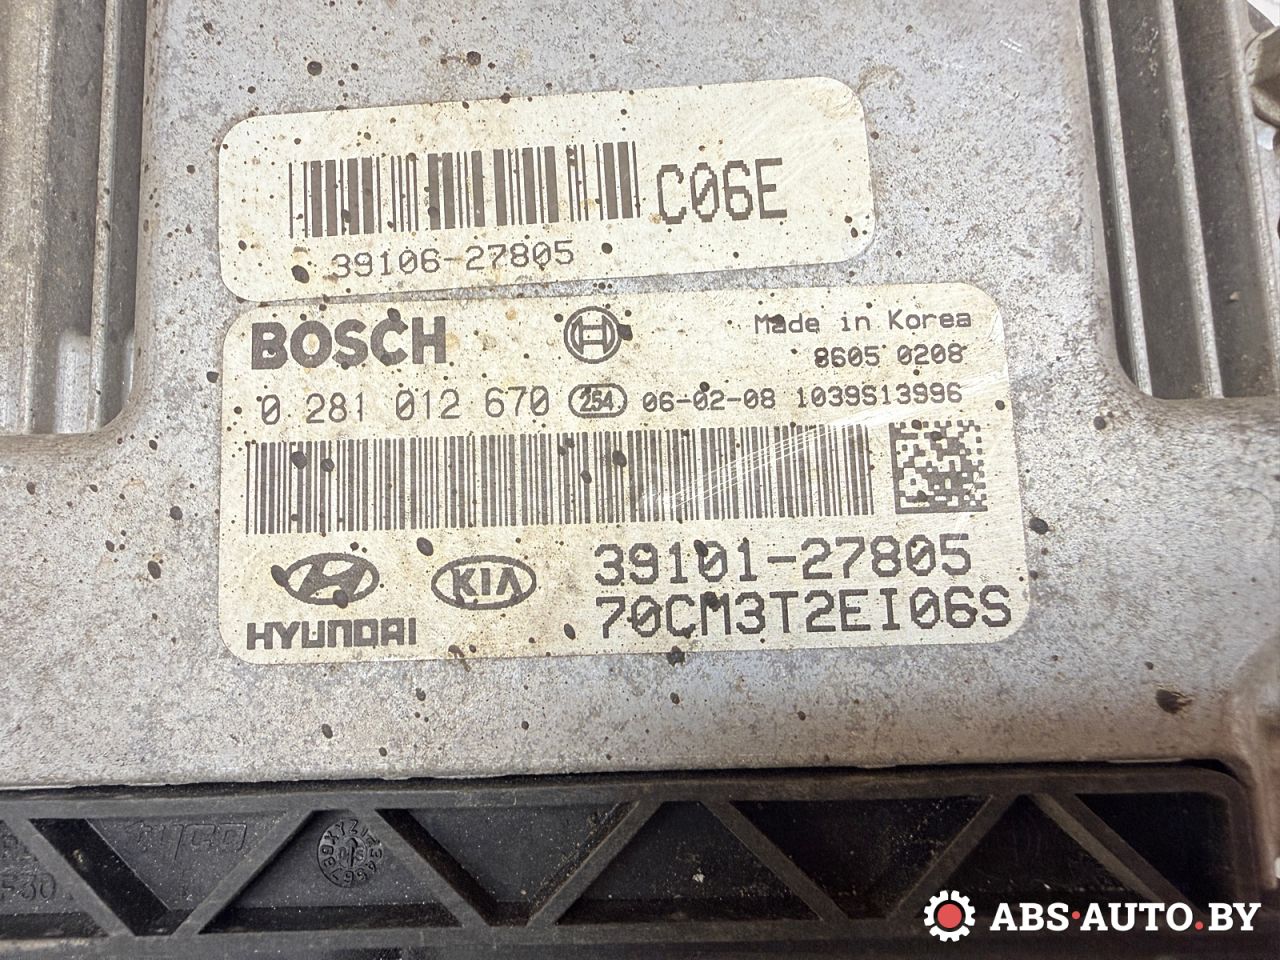 C06E
39106-27805
BOSCH
Made in Korea
8605 0208
0 281 012 670 254 06-02-08 1039S13996
39101-27805
KIA
HYUNDAI
70CM3T2EI06S
ABS·AUTO.BY